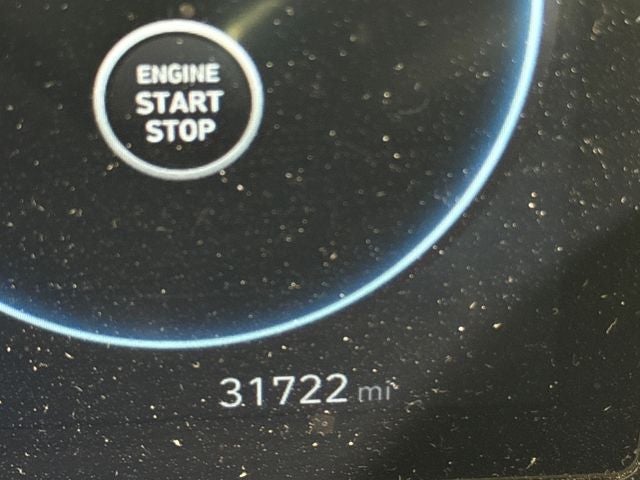 ENGINE
START
STOP
31722 mi